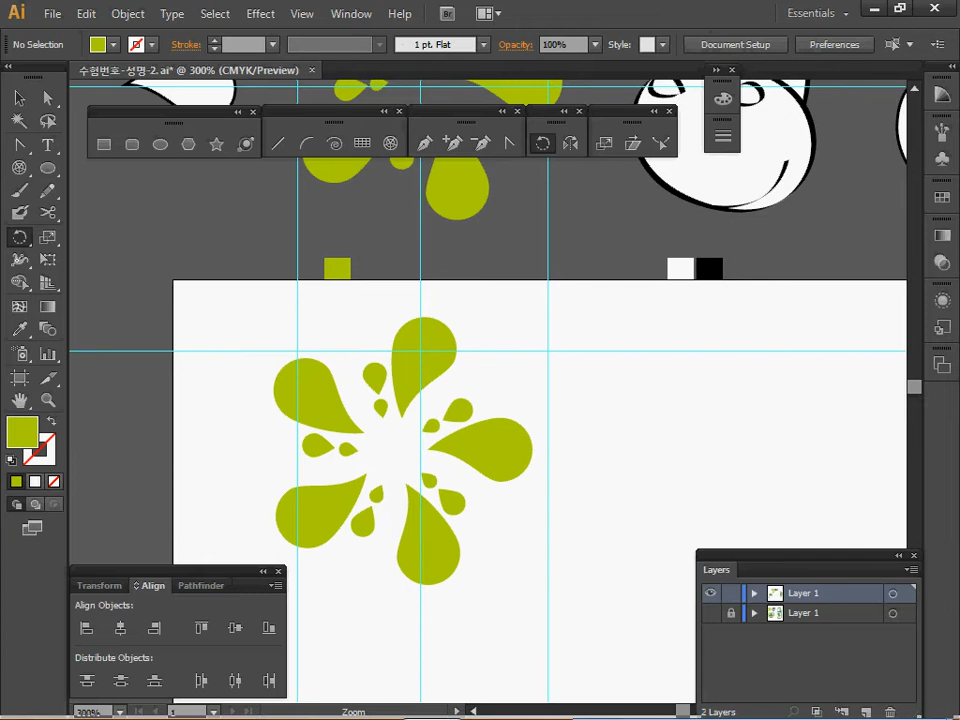 Ai File Edit Object Type Select Effect View Window Help Br Essentials
No Selection Stroke: 1 pt. Flat Opacity: 100% Style: Document Setup Preferences
수험번호-성명-2.ai* @ 300% (CMYK/Preview)
Transform Align Pathfinder
Align Objects:
Distribute Objects:
Layers
Layer 1
Layer 1
2 Layers
300% 1 Zoom